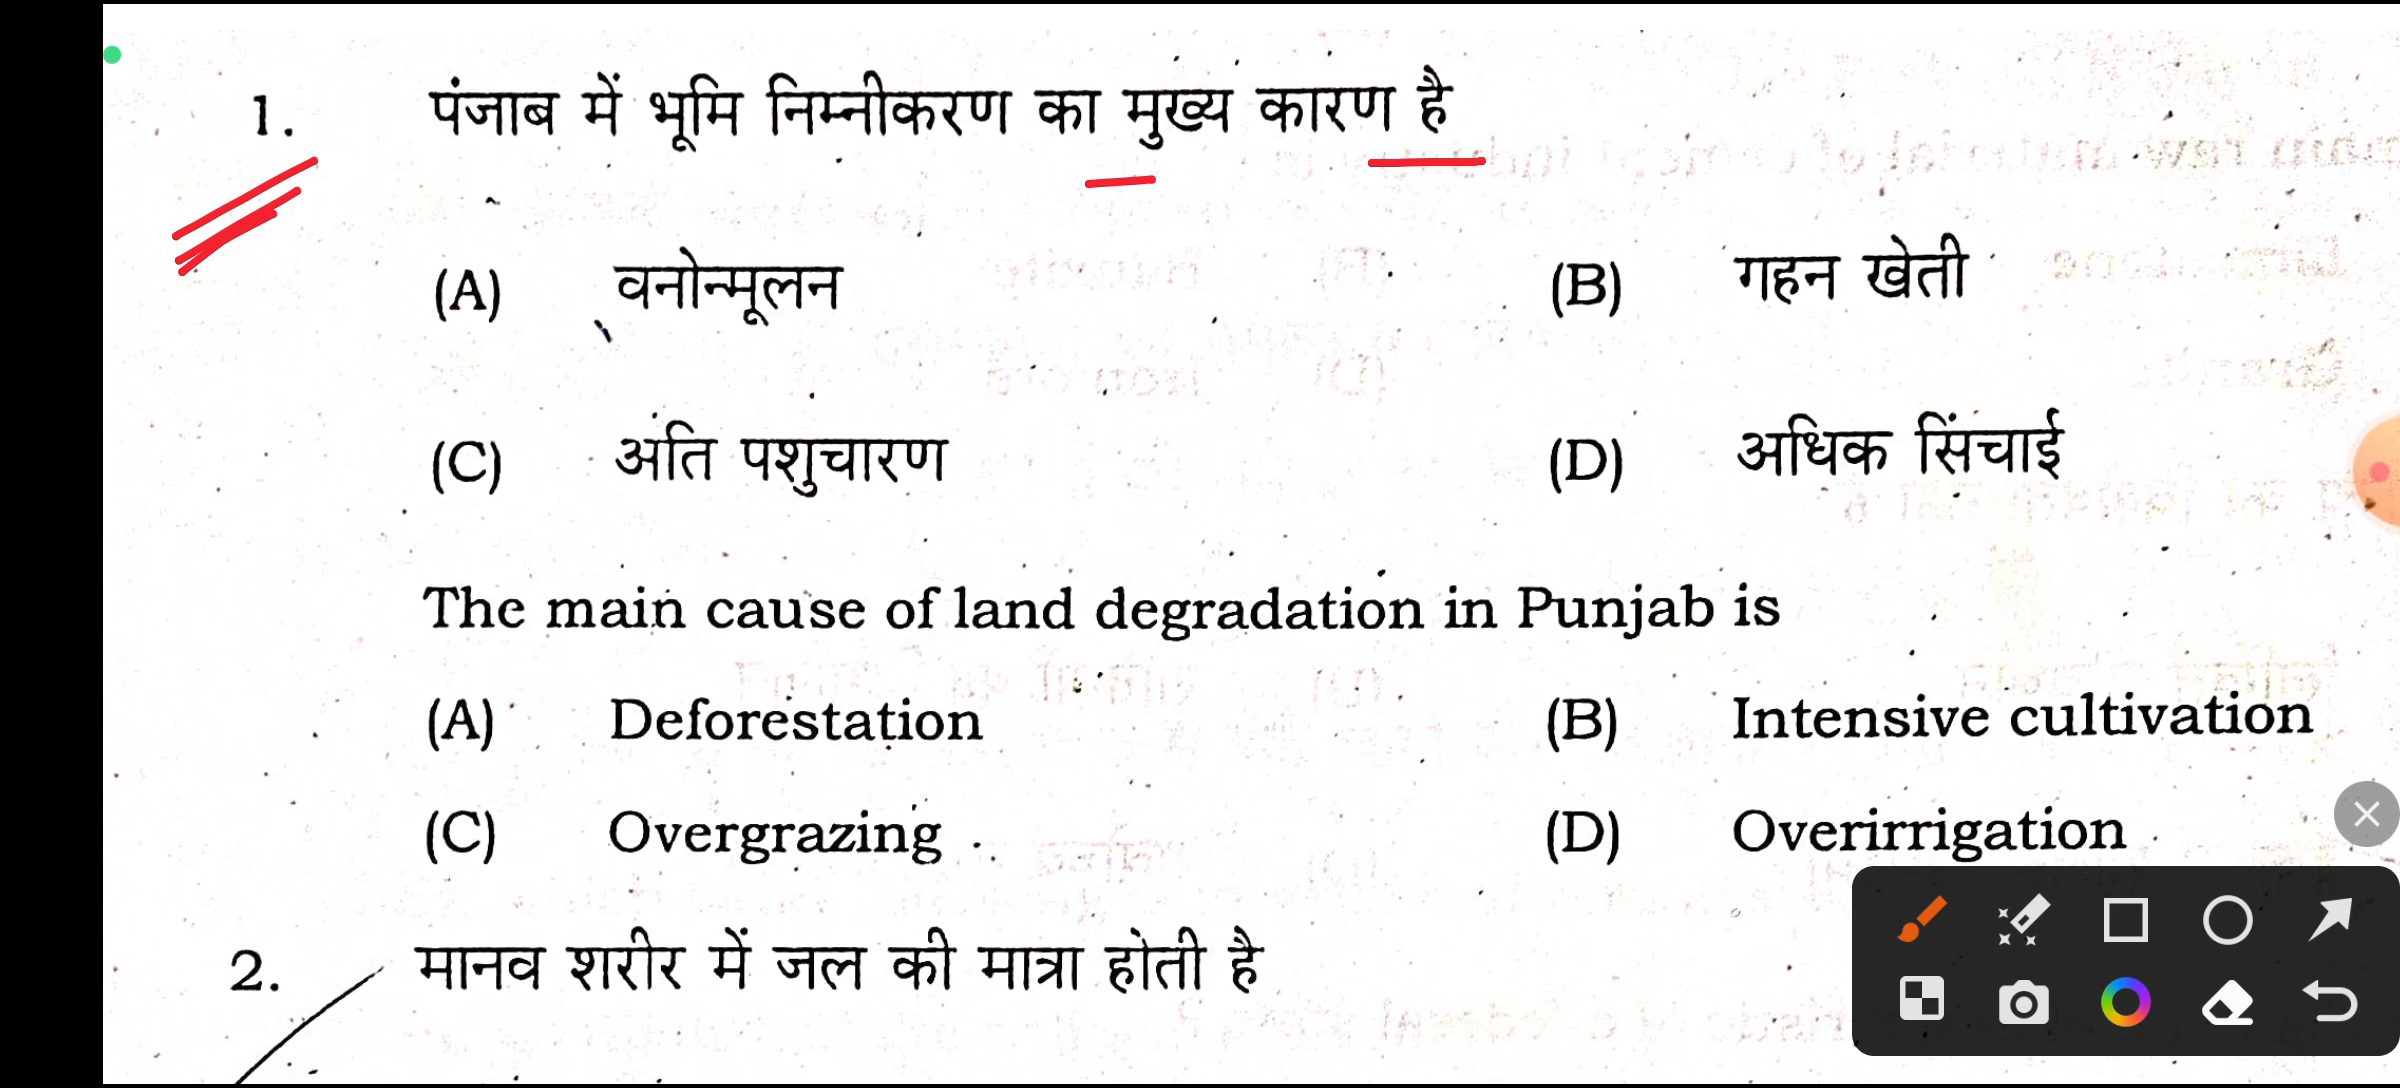 1. पंजाब में भूमि निम्नीकरण का मुख्य कारण है
(A) वनोन्मूलन (B) गहन खेती
(C) अति पशुचारण (D) अधिक सिंचाई
The main cause of land degradation in Punjab is
(A) Deforestation (B) Intensive cultivation
(C) Overgrazing (D) Overirrigation
2. मानव शरीर में जल की मात्रा होती है